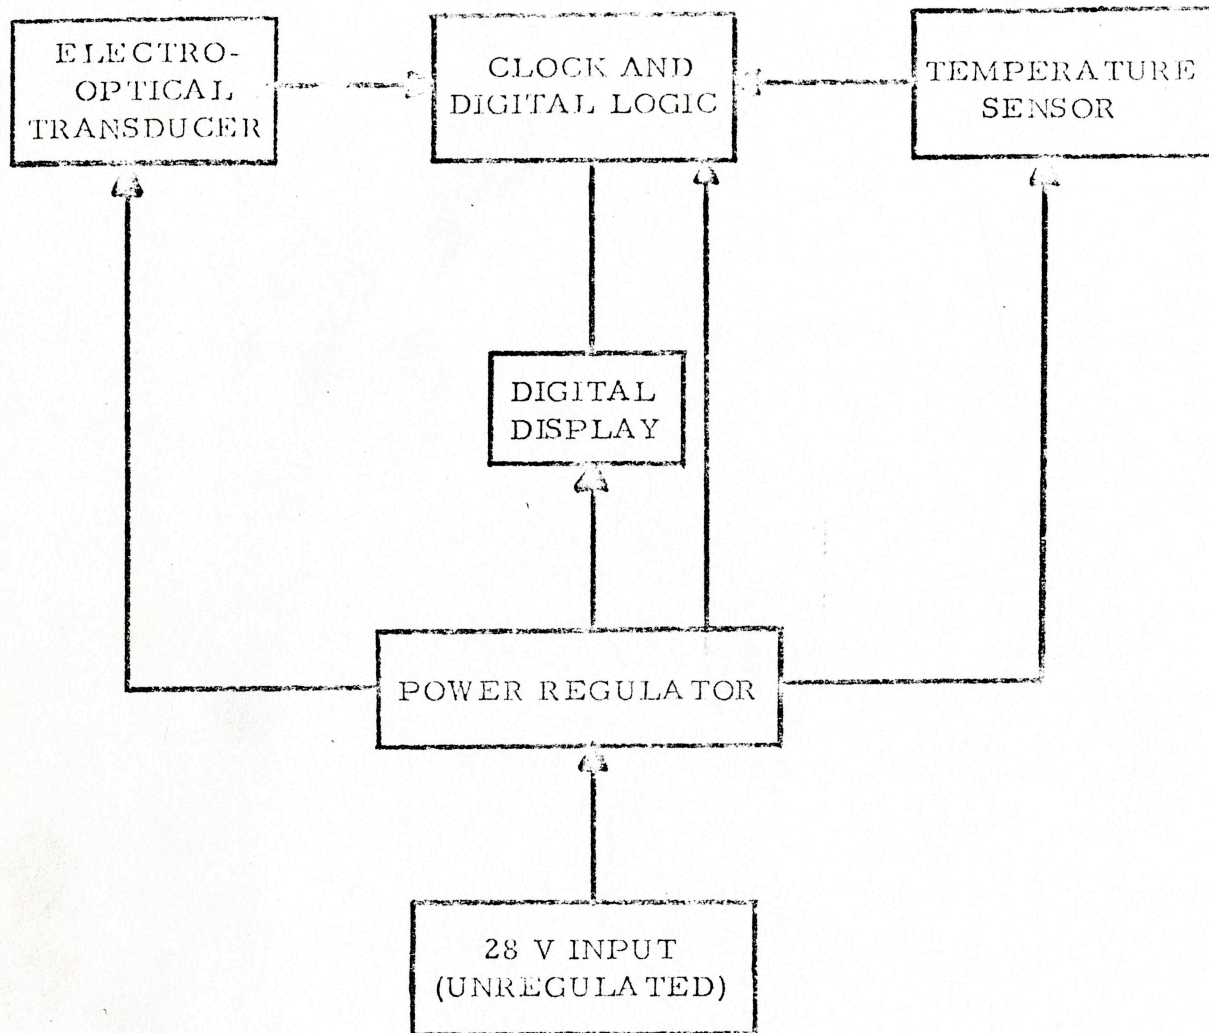 ELECTRO-
OPTICAL
TRANSDUCER
CLOCK AND
DIGITAL LOGIC
TEMPERATURE
SENSOR
DIGITAL
DISPLAY
POWER REGULATOR
28 V INPUT
(UNREGULATED)